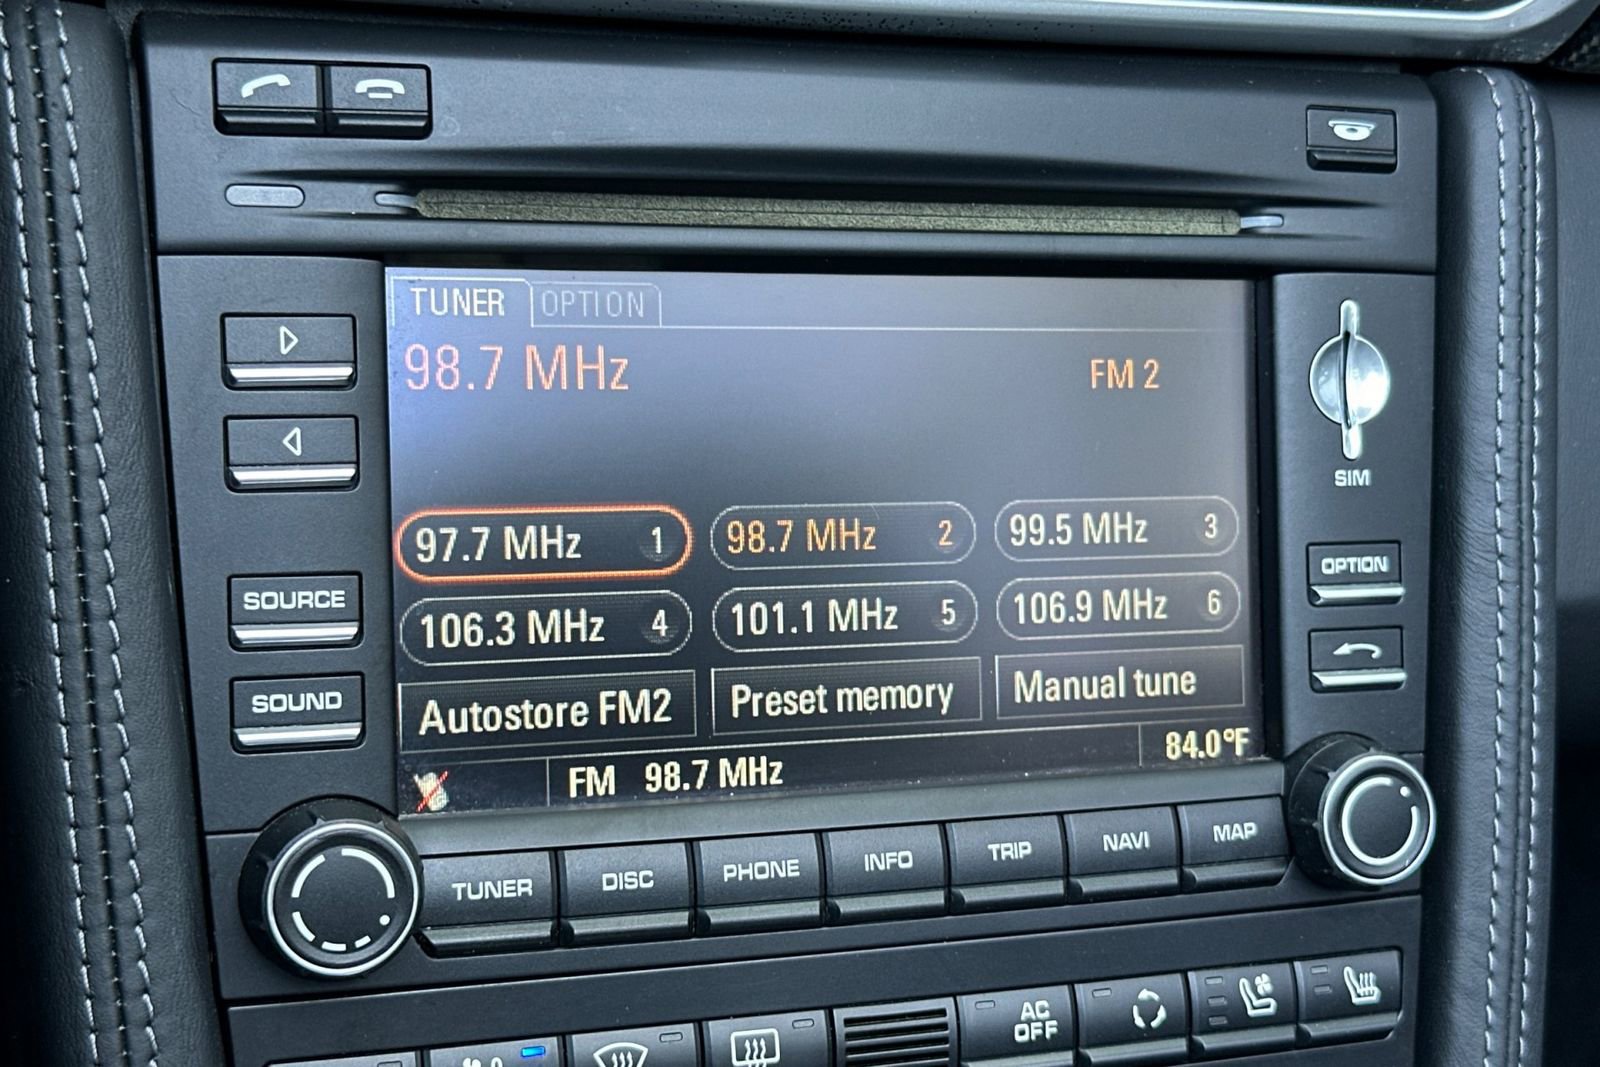 TUNER OPTION
98.7 MHz FM 2
SIM
97.7 MHz 1 98.7 MHz 2 99.5 MHz 3
OPTION
SOURCE
106.3 MHz 4 101.1 MHz 5 106.9 MHz 6
SOUND
Autostore FM2 Preset memory Manual tune
FM 98.7 MHz 84.0°F
TUNER DISC PHONE INFO TRIP NAVI MAP
AC
OFF